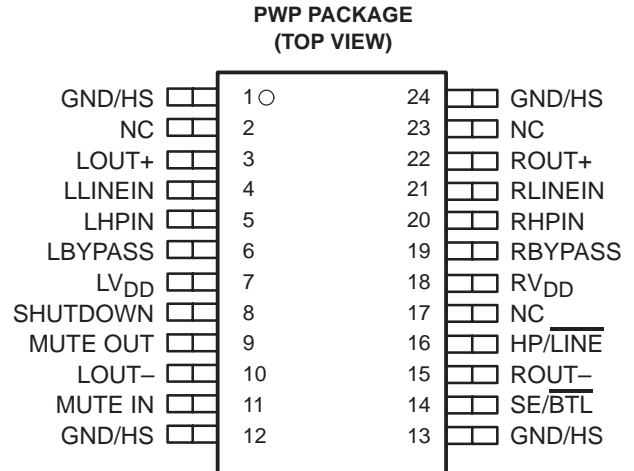 PWP PACKAGE
(TOP VIEW)
GND/HS 1 24 GND/HS
NC 2 23 NC
LOUT+ 3 22 ROUT+
LLINEIN 4 21 RLINEIN
LHPIN 5 20 RHPIN
LBYPASS 6 19 RBYPASS
LVDD 7 18 RVDD
SHUTDOWN 8 17 NC
MUTE OUT 9 16 HP/LINE
LOUT– 10 15 ROUT–
MUTE IN 11 14 SE/BTL
GND/HS 12 13 GND/HS